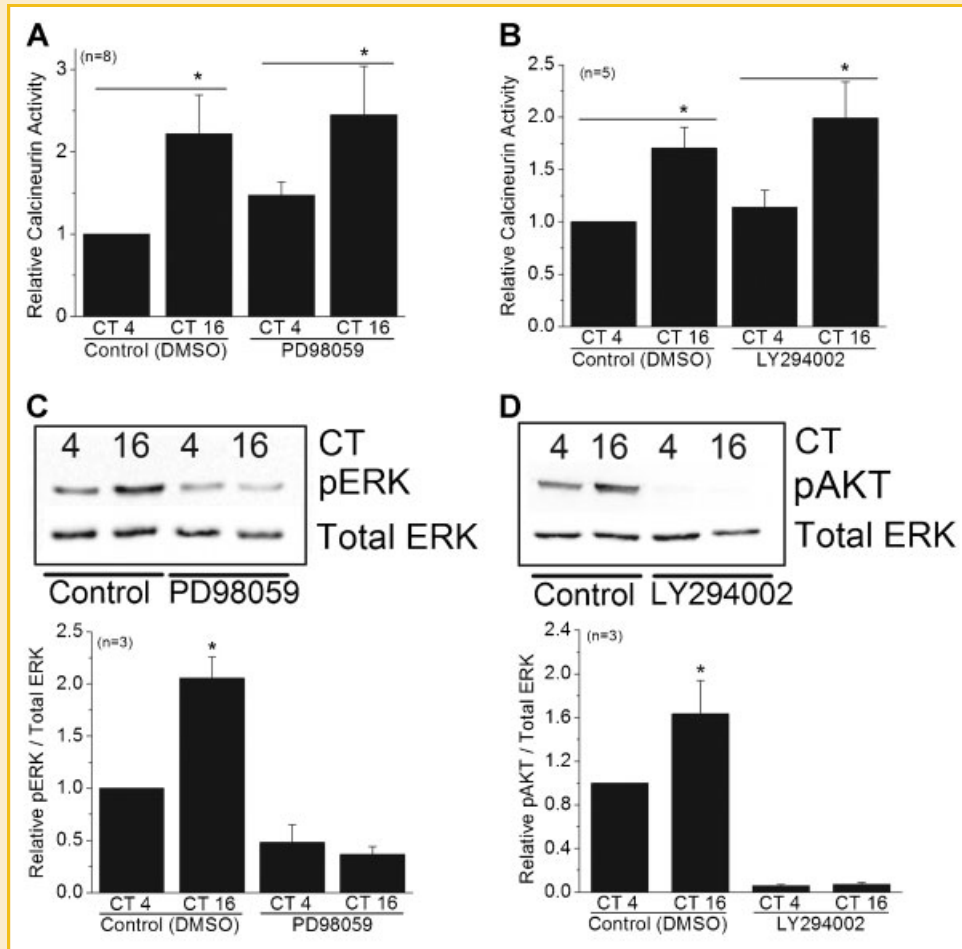 A
(n=8)
*
*
Relative Calcineurin Activity
3
2
1
0
CT 4
CT 16
CT 4
CT 16
Control (DMSO)
PD98059
B
(n=5)
*
*
Relative Calcineurin Activity
2.5
2.0
1.5
1.0
0.5
0.0
CT 4
CT 16
CT 4
CT 16
Control (DMSO)
LY294002
C
4 16 4 16 CT
pERK
Total ERK
Control PD98059
(n=3)
*
Relative pERK / Total ERK
2.5
2.0
1.5
1.0
0.5
0.0
CT 4
CT 16
CT 4
CT 16
Control (DMSO)
PD98059
D
4 16 4 16 CT
pAKT
Total ERK
Control LY294002
(n=3)
*
Relative pAKT / Total ERK
2.4
2.0
1.6
1.2
0.8
0.4
0.0
CT 4
CT 16
CT 4
CT 16
Control (DMSO)
LY294002